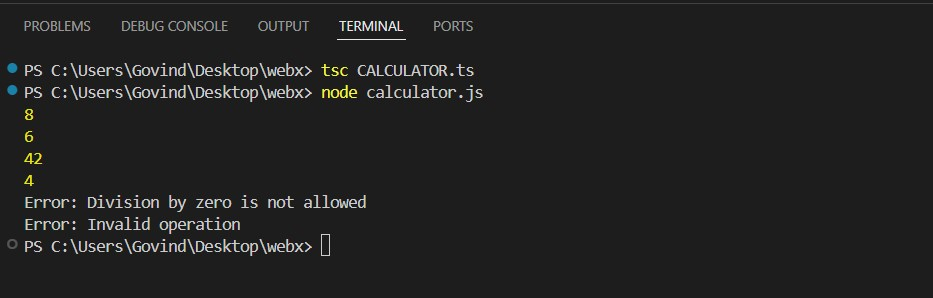 PROBLEMS DEBUG CONSOLE OUTPUT TERMINAL PORTS
PS C:\Users\Govind\Desktop\webx> tsc CALCULATOR.ts
PS C:\Users\Govind\Desktop\webx> node calculator.js
8
6
42
4
Error: Division by zero is not allowed
Error: Invalid operation
PS C:\Users\Govind\Desktop\webx>